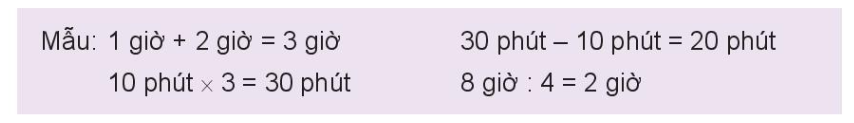 Mẫu: 1 giờ + 2 giờ = 3 giờ 30 phút – 10 phút = 20 phút
10 phút × 3 = 30 phút 8 giờ : 4 = 2 giờ